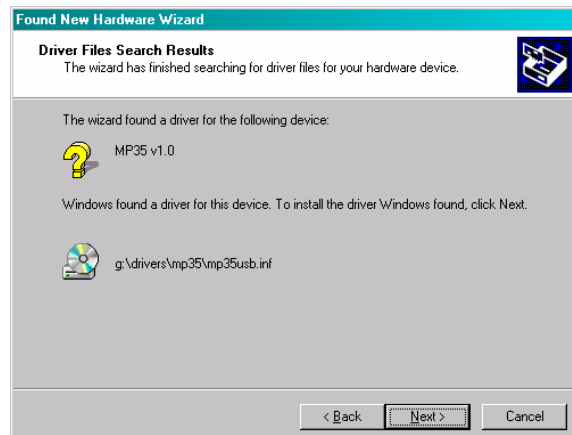 Found New Hardware Wizard
Driver Files Search Results
The wizard has finished searching for driver files for your hardware device.
The wizard found a driver for the following device:
MP35 v1.0
Windows found a driver for this device. To install the driver Windows found, click Next.
g:\drivers\mp35\mp35usb.inf
< Back Next > Cancel